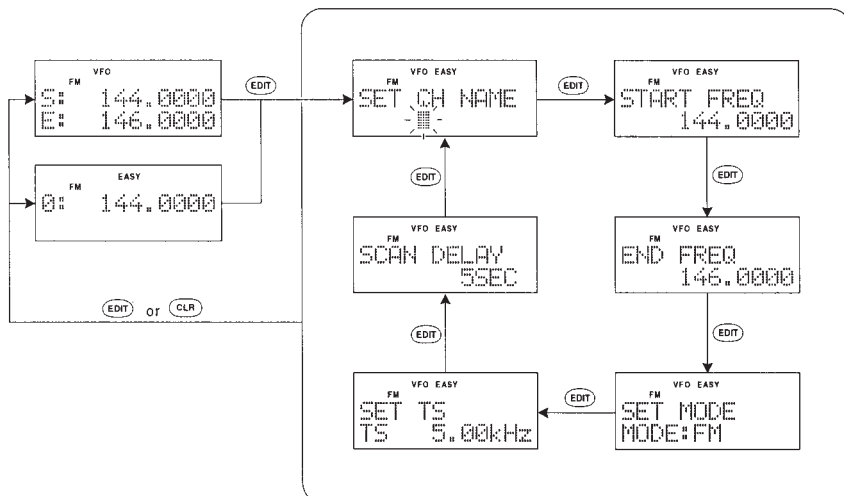 VFO
FM
S: 144.0000
E: 146.0000
EDIT
EASY
FM
0: 144.0000
EDIT or CLR
VFO EASY
FM
SET CH NAME
EDIT
VFO EASY
FM
START FREQ
144.0000
EDIT
VFO EASY
FM
END FREQ
146.0000
EDIT
VFO EASY
FM
SET MODE
MODE:FM
EDIT
VFO EASY
FM
SET TS
TS 5.00kHz
EDIT
VFO EASY
FM
SCAN DELAY
5SEC
EDIT